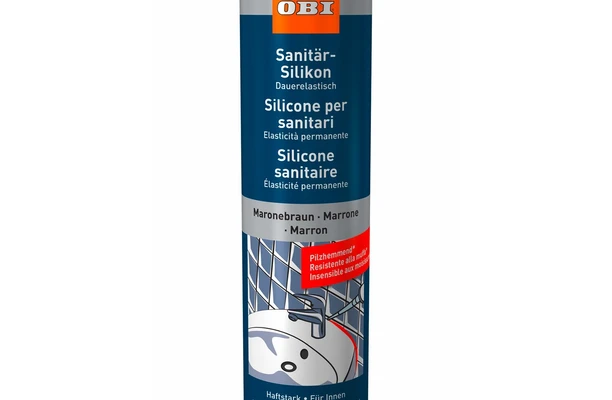 OBI
Sanitär-
Silikon
Dauerelastisch
Silicone per
sanitari
Elasticità permanente
Silicone
sanitaire
Élasticité permanente
Maronebraun · Marrone
· Marron
Pilzhemmend*
Resistente alla muffa*
Insensible aux
Haftstark • Für Innen